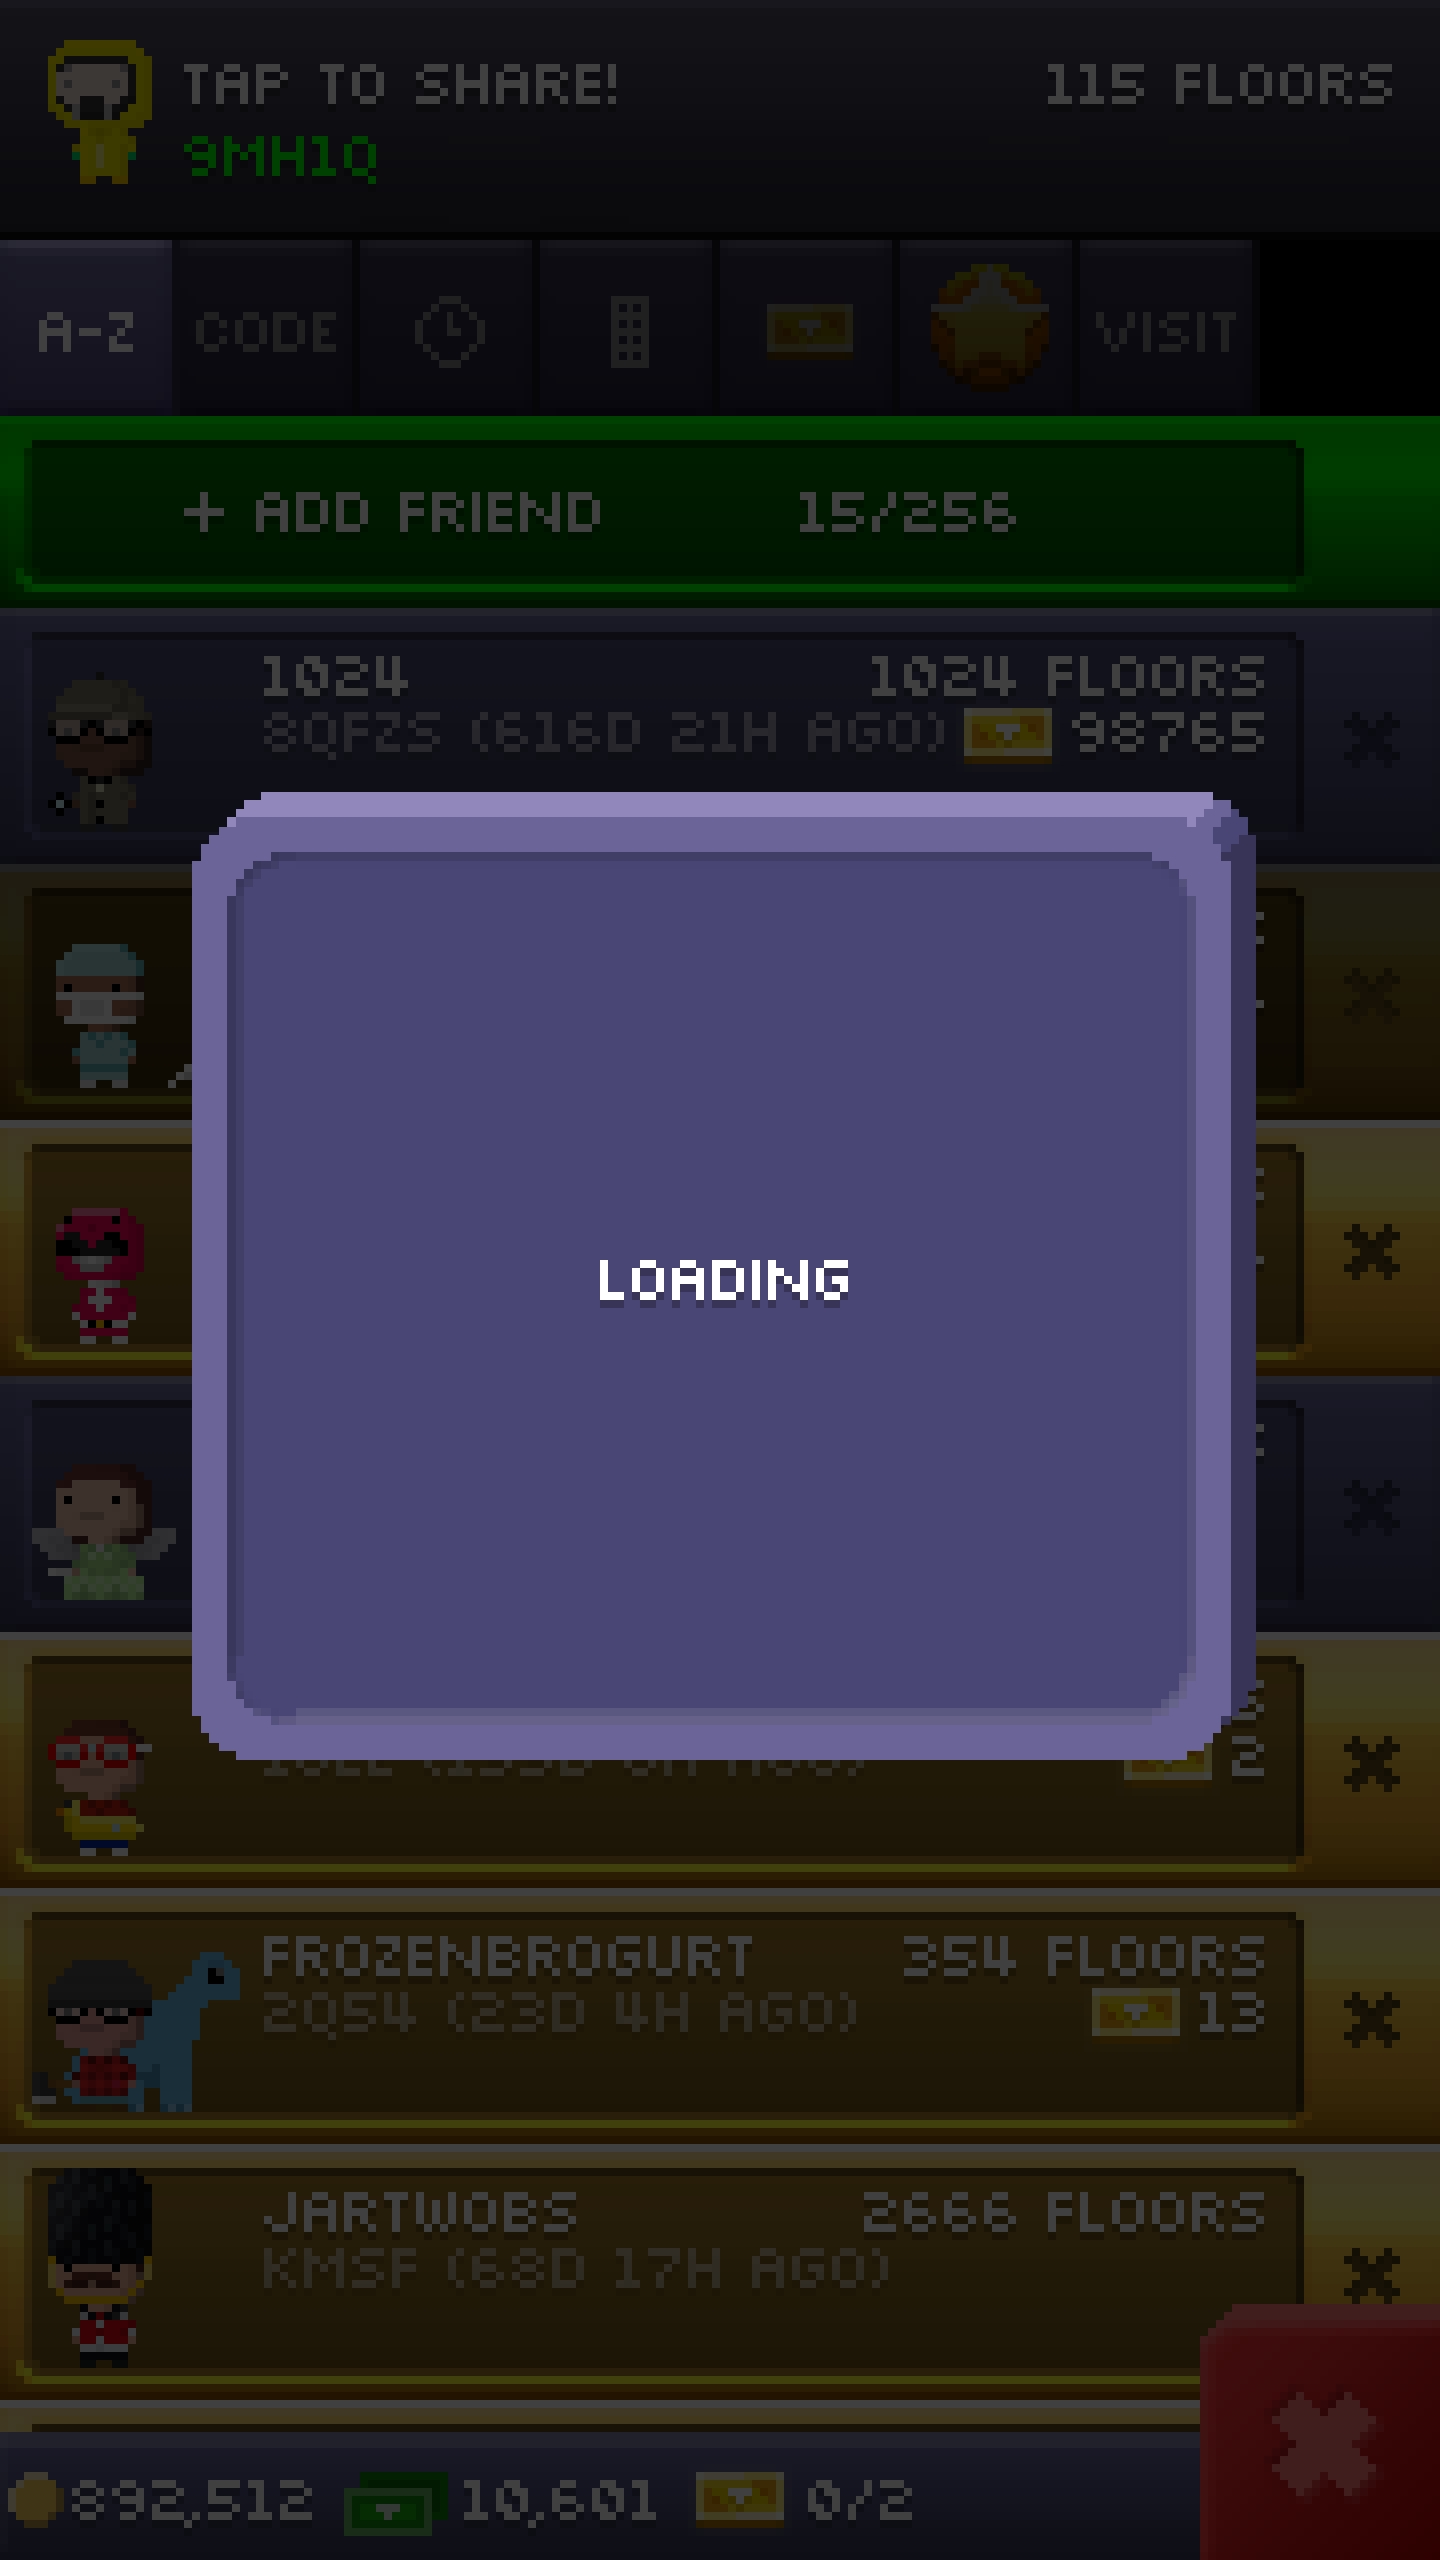 TAP TO SHARE!
115 FLOORS
9MH1Q
A-Z
CODE
VISIT
+ ADD FRIEND
15/256
1024
1024 FLOORS
8QFZS (616D 21H AGO)
98765
LOADING
2
FROZENBROGURT
354 FLOORS
2Q54 (23D 4H AGO)
13
JARTWOBS
2666 FLOORS
KMSF (68D 17H AGO)
892,512
10,601
0/2